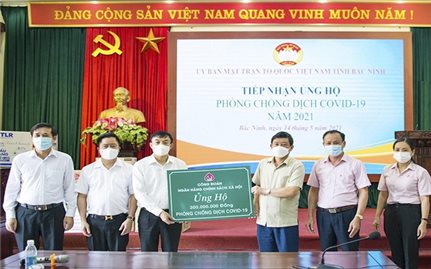 ĐẢNG CỘNG SẢN VIỆT NAM QUANG VINH MUÔN NĂM
ỦY BAN MẶT TRẬN TỔ QUỐC VIỆT NAM TỈNH BẮC NINH
TIẾP NHẬN ỦNG HỘ
PHÒNG CHỐNG DỊCH COVID-19
NĂM 2021
Bắc Ninh, ngày 14 tháng 5 năm 2021
TLR
CÔNG ĐOÀN
NGÂN HÀNG CHÍNH SÁCH XÃ HỘI
Ủng Hộ
300.000.000 Đồng
PHÒNG CHỐNG DỊCH COVID-19